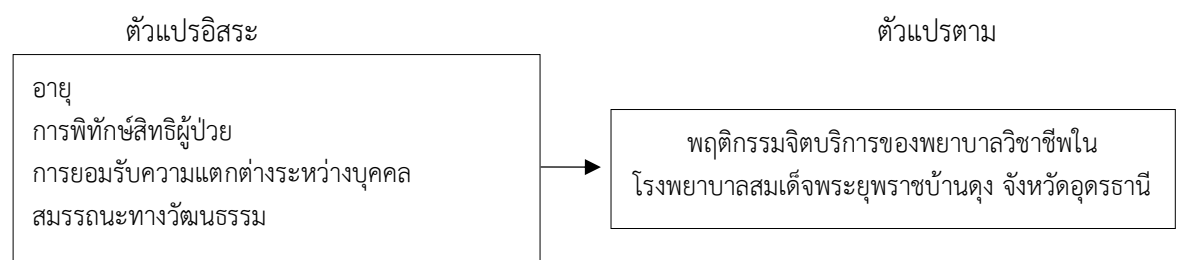 ตัวแปรอิสระ
ตัวแปรตาม
อายุ
การพิทักษ์สิทธิผู้ป่วย
การยอมรับความแตกต่างระหว่างบุคคล
สมรรถนะทางวัฒนธรรม
พฤติกรรมจิตบริการของพยาบาลวิชาชีพใน
โรงพยาบาลสมเด็จพระยุพราชบ้านดุง จังหวัดอุดรธานี